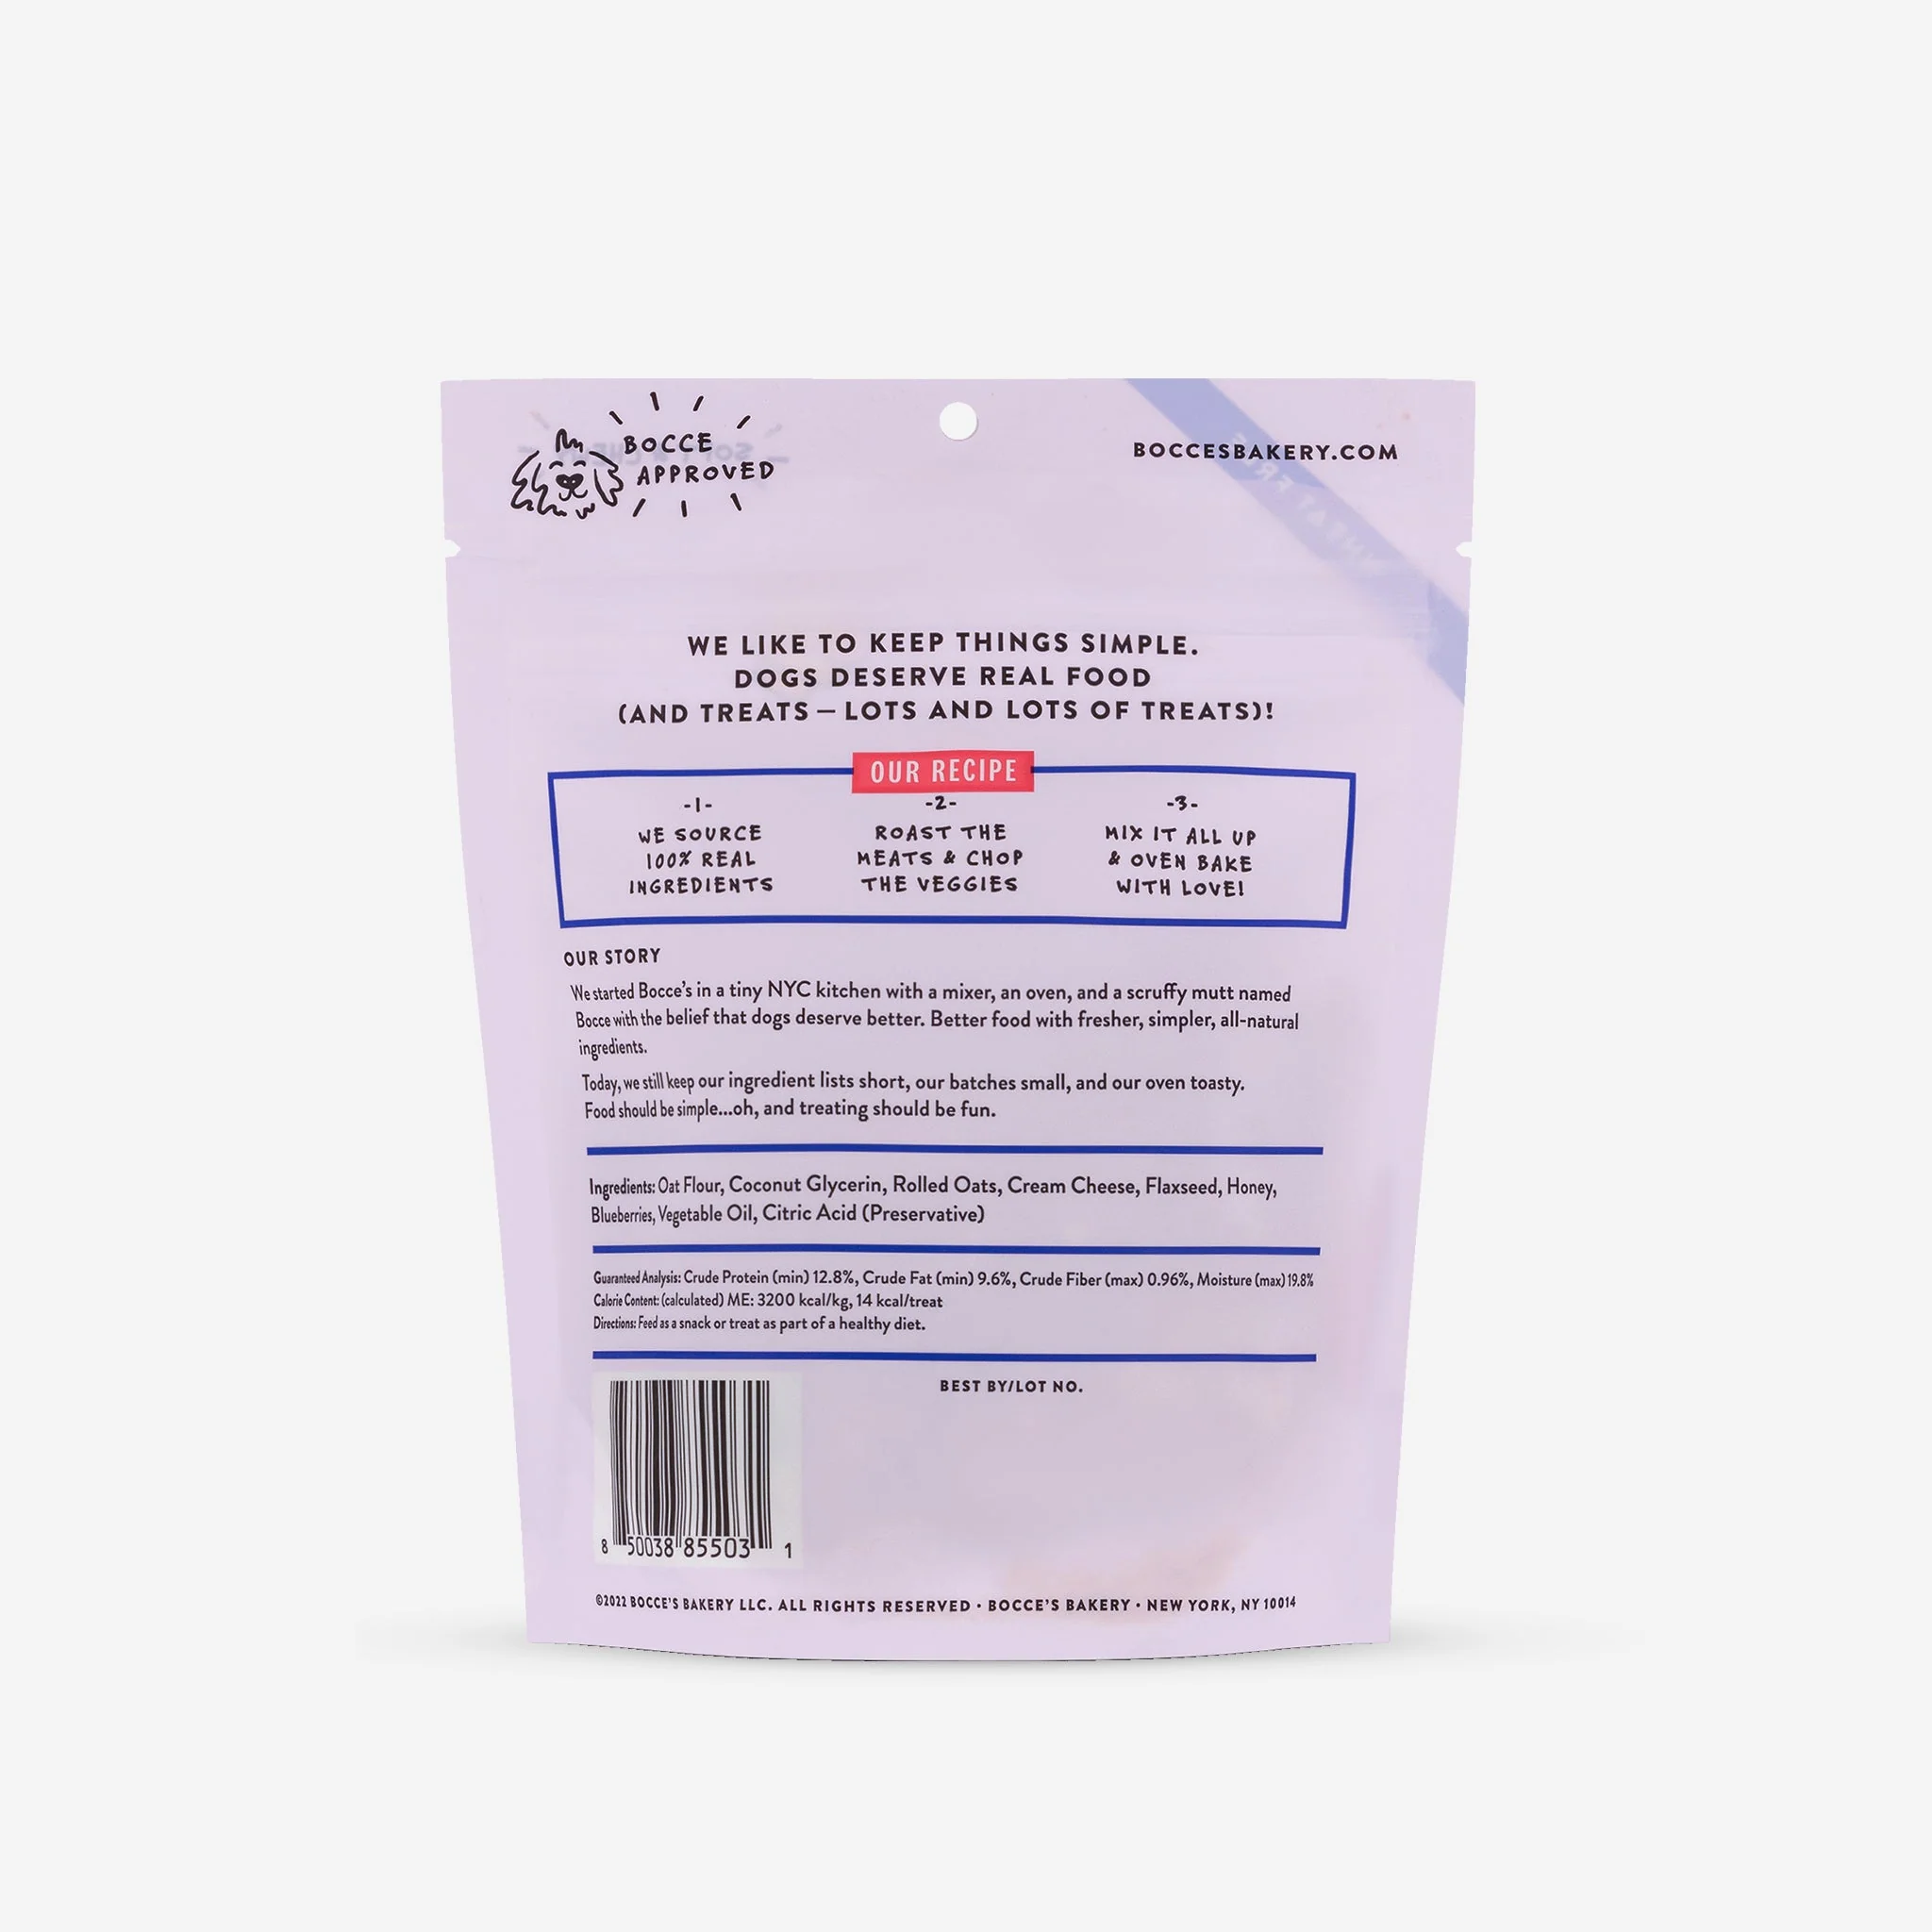 BOCCE
APPROVED
BOCCESBAKERY.COM
WE LIKE TO KEEP THINGS SIMPLE.
DOGS DESERVE REAL FOOD
(AND TREATS — LOTS AND LOTS OF TREATS)!
OUR RECIPE
-1-
WE SOURCE
100% REAL
INGREDIENTS
-2-
ROAST THE
MEATS & CHOP
THE VEGGIES
-3-
MIX IT ALL UP
& OVEN BAKE
WITH LOVE!
OUR STORY
We started Bocce's in a tiny NYC kitchen with a mixer, an oven, and a scruffy mutt named
Bocce with the belief that dogs deserve better. Better food with fresher, simpler, all-natural
ingredients.
Today, we still keep our ingredient lists short, our batches small, and our oven toasty.
Food should be simple...oh, and treating should be fun.
Ingredients: Oat Flour, Coconut Glycerin, Rolled Oats, Cream Cheese, Flaxseed, Honey,
Blueberries, Vegetable Oil, Citric Acid (Preservative)
Guaranteed Analysis: Crude Protein (min) 12.8%, Crude Fat (min) 9.6%, Crude Fiber (max) 0.96%, Moisture (max) 19.8%
Calorie Content: (calculated) ME: 3200 kcal/kg, 14 kcal/treat
Directions: Feed as a snack or treat as part of a healthy diet.
BEST BY/LOT NO.
8 50038 85503 1
©2022 BOCCE'S BAKERY LLC. ALL RIGHTS RESERVED · BOCCE'S BAKERY · NEW YORK, NY 10014